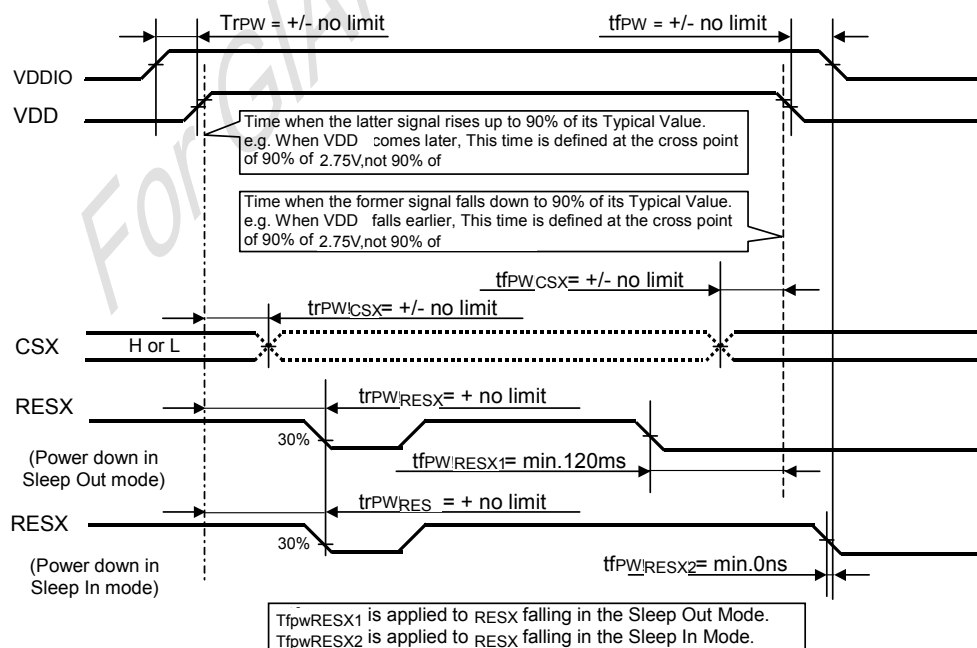 TrPW = +/- no limit
tfPW = +/- no limit
VDDIO
VDD
Time when the latter signal rises up to 90% of its Typical Value.
e.g. When VDD comes later, This time is defined at the cross point
of 90% of 2.75V,not 90% of
Time when the former signal falls down to 90% of its Typical Value.
e.g. When VDD falls earlier, This time is defined at the cross point
of 90% of 2.75V,not 90% of
tfPWCSX= +/- no limit
trPWCSX= +/- no limit
CSX
H or L
RESX
trPWRESX= + no limit
30%
(Power down in
Sleep Out mode)
tfPWRESX1= min.120ms
trPWRES = + no limit
RESX
30%
(Power down in
Sleep In mode)
tfPWRESX2= min.0ns
TfpwRESX1 is applied to RESX falling in the Sleep Out Mode.
TfpwRESX2 is applied to RESX falling in the Sleep In Mode.
For